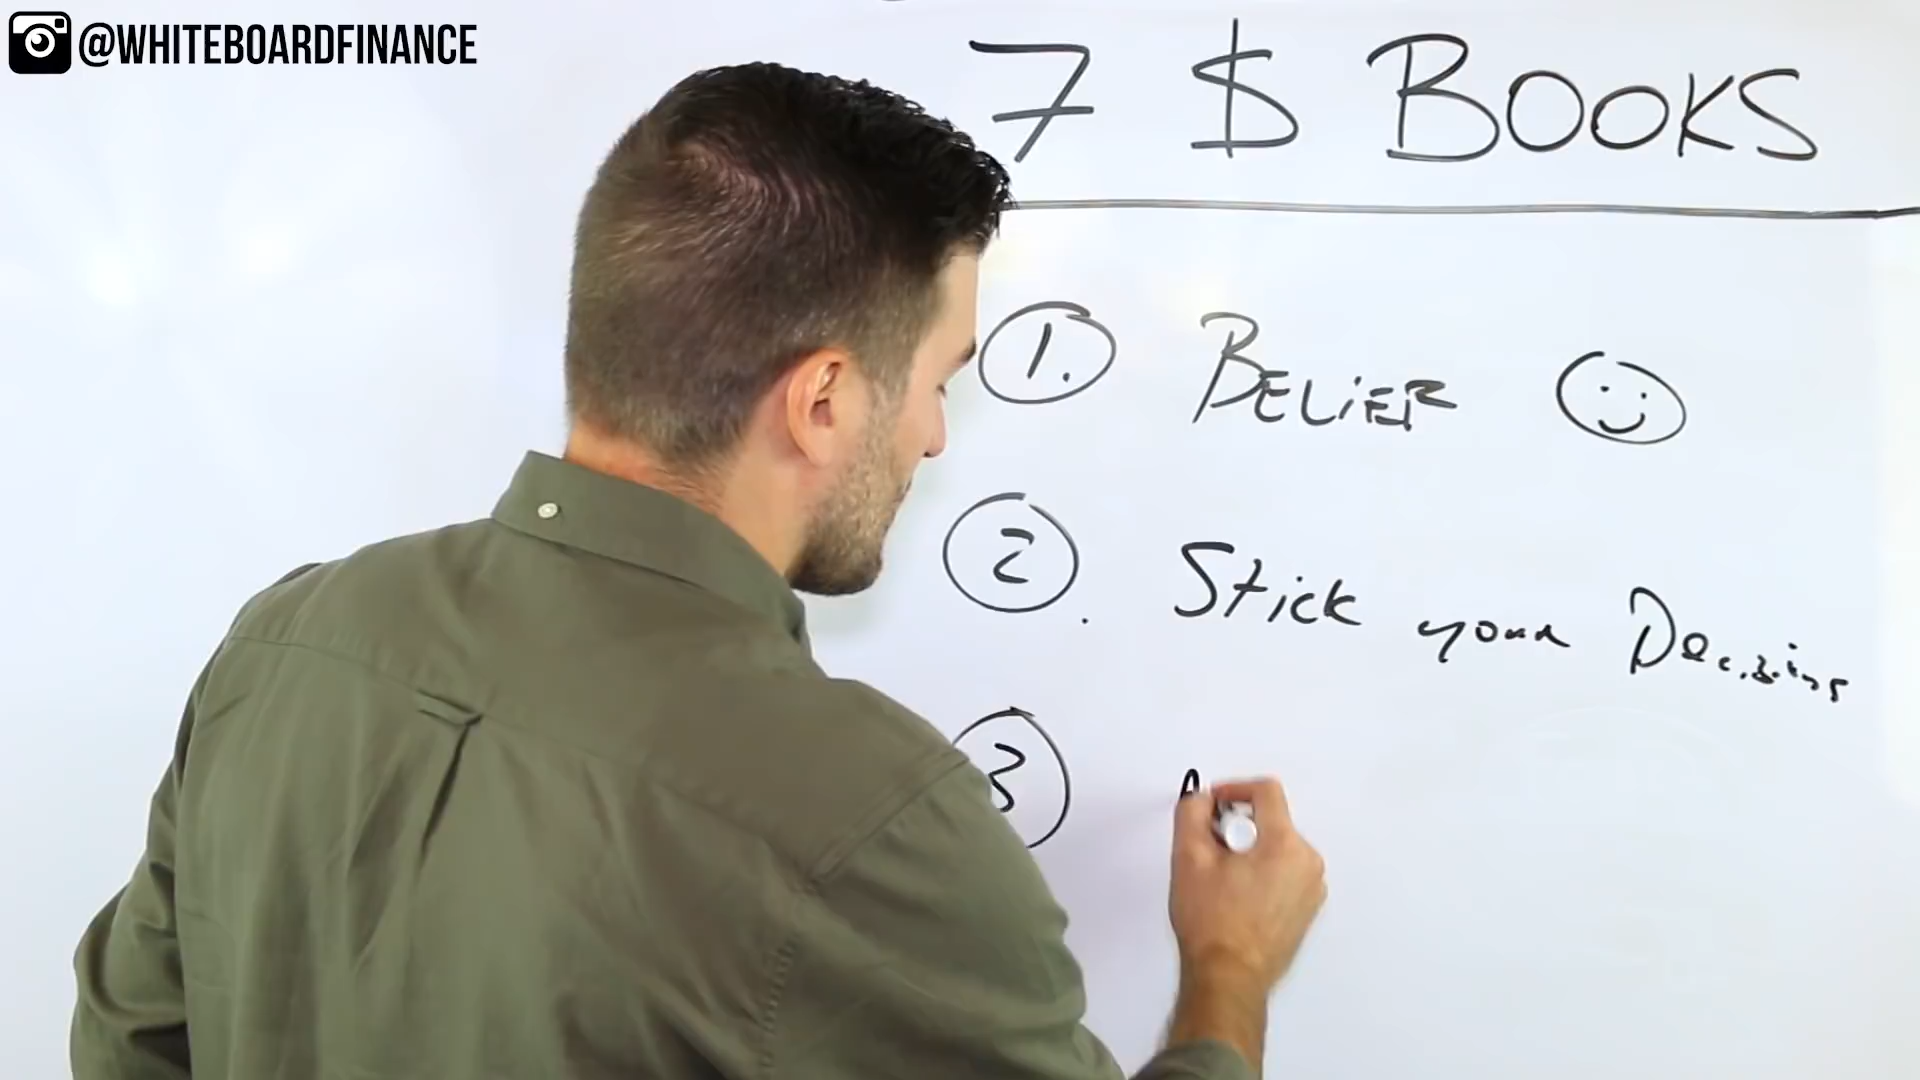 @WHITEBOARDFINANCE
7 $ BOOKS
1. BELIEF
2. Stick your Decisions
3 A